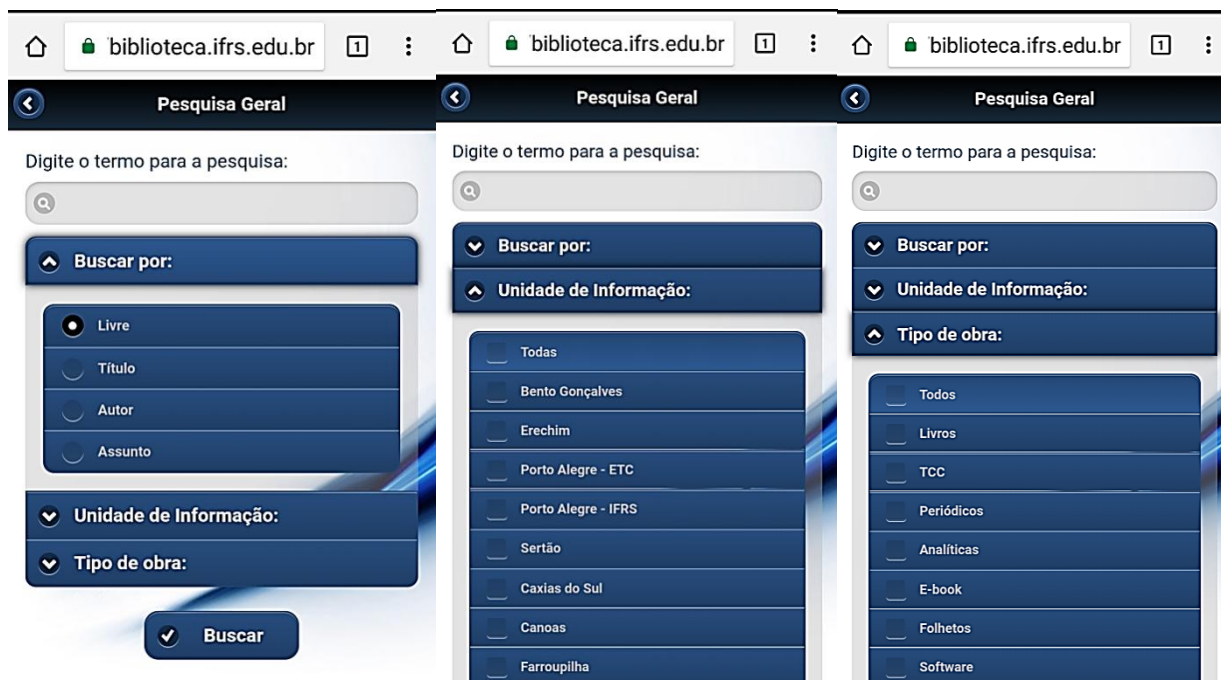 biblioteca.ifrs.edu.br 1
Pesquisa Geral
Digite o termo para a pesquisa:
Buscar por:
Livre
Título
Autor
Assunto
Unidade de Informação:
Tipo de obra:
Buscar
biblioteca.ifrs.edu.br 1
Pesquisa Geral
Digite o termo para a pesquisa:
Buscar por:
Unidade de Informação:
Todas
Bento Gonçalves
Erechim
Porto Alegre - ETC
Porto Alegre - IFRS
Sertão
Caxias do Sul
Canoas
Farroupilha
biblioteca.ifrs.edu.br 1
Pesquisa Geral
Digite o termo para a pesquisa:
Buscar por:
Unidade de Informação:
Tipo de obra:
Todos
Livros
TCC
Periódicos
Analíticas
E-book
Folhetos
Software